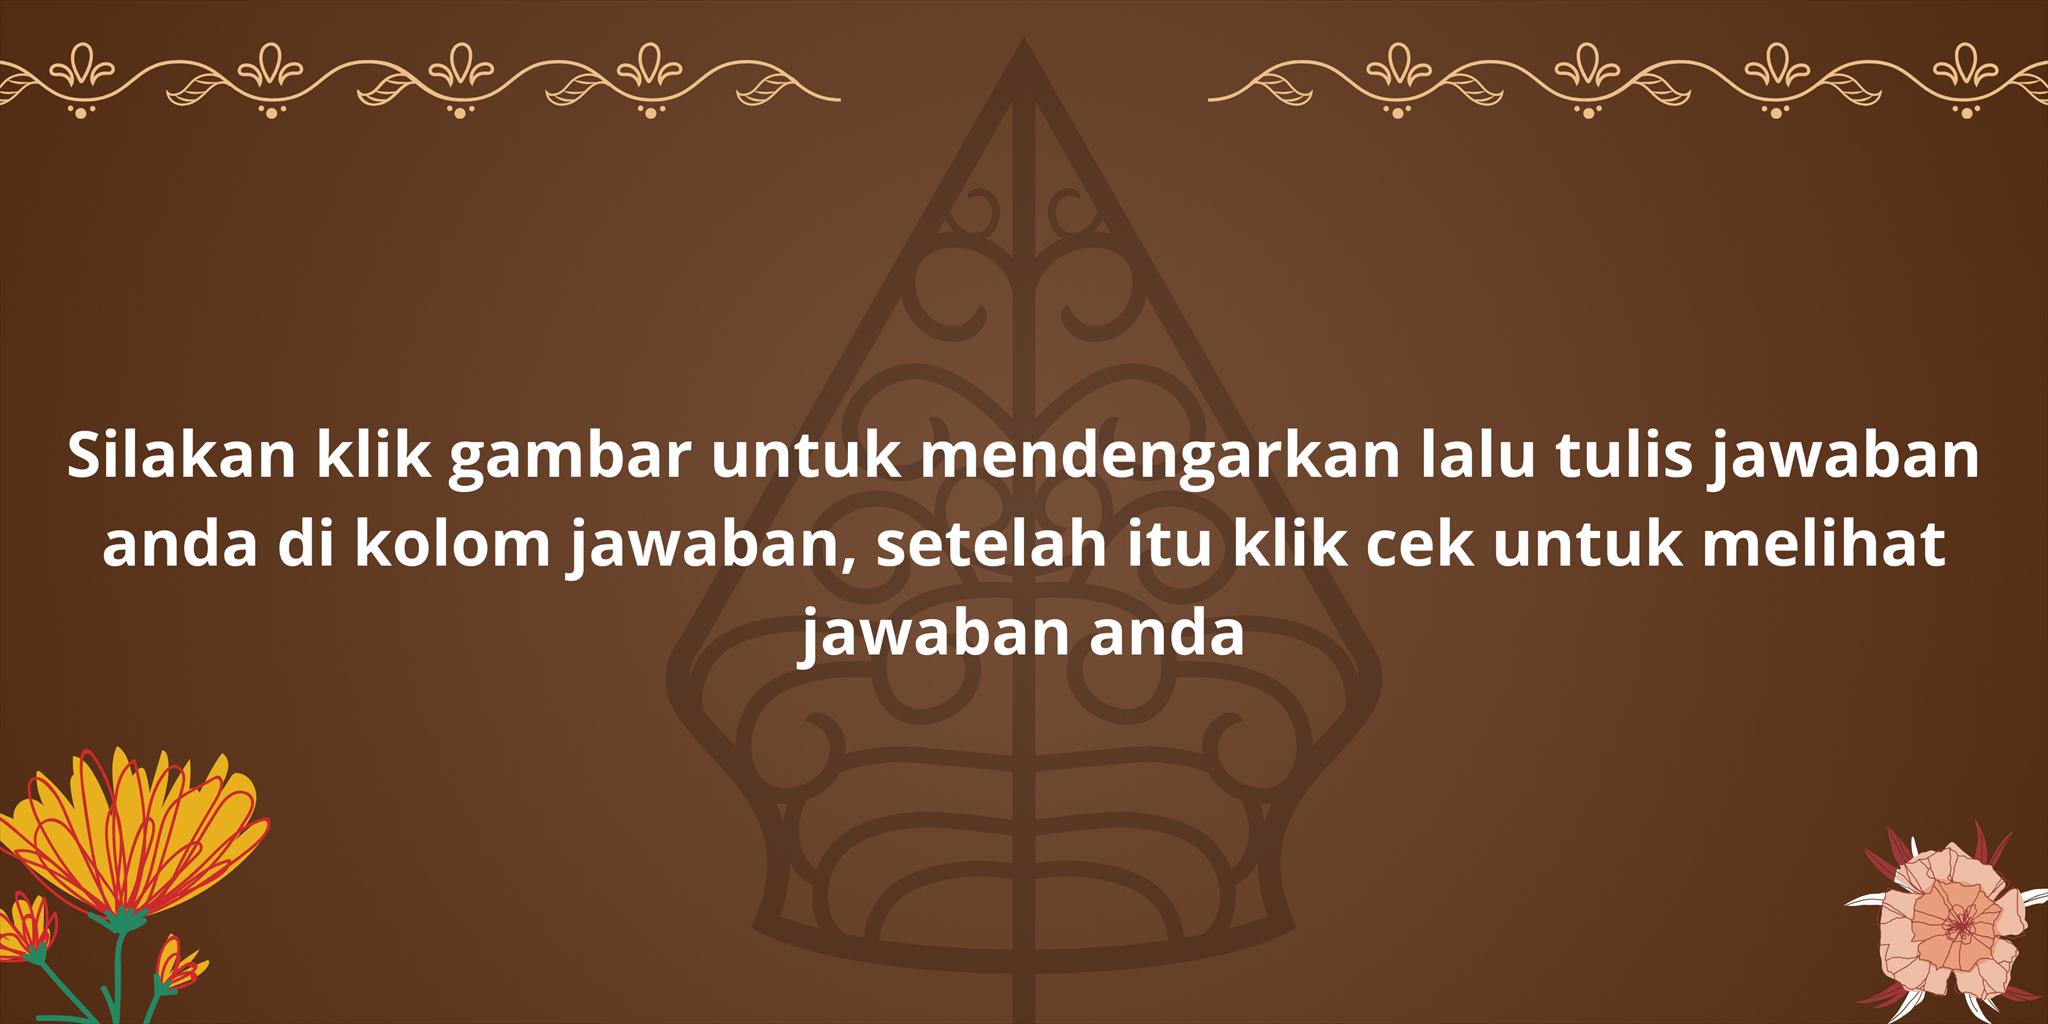 Silakan klik gambar untuk mendengarkan lalu tulis jawaban
anda di kolom jawaban, setelah itu klik cek untuk melihat
jawaban anda